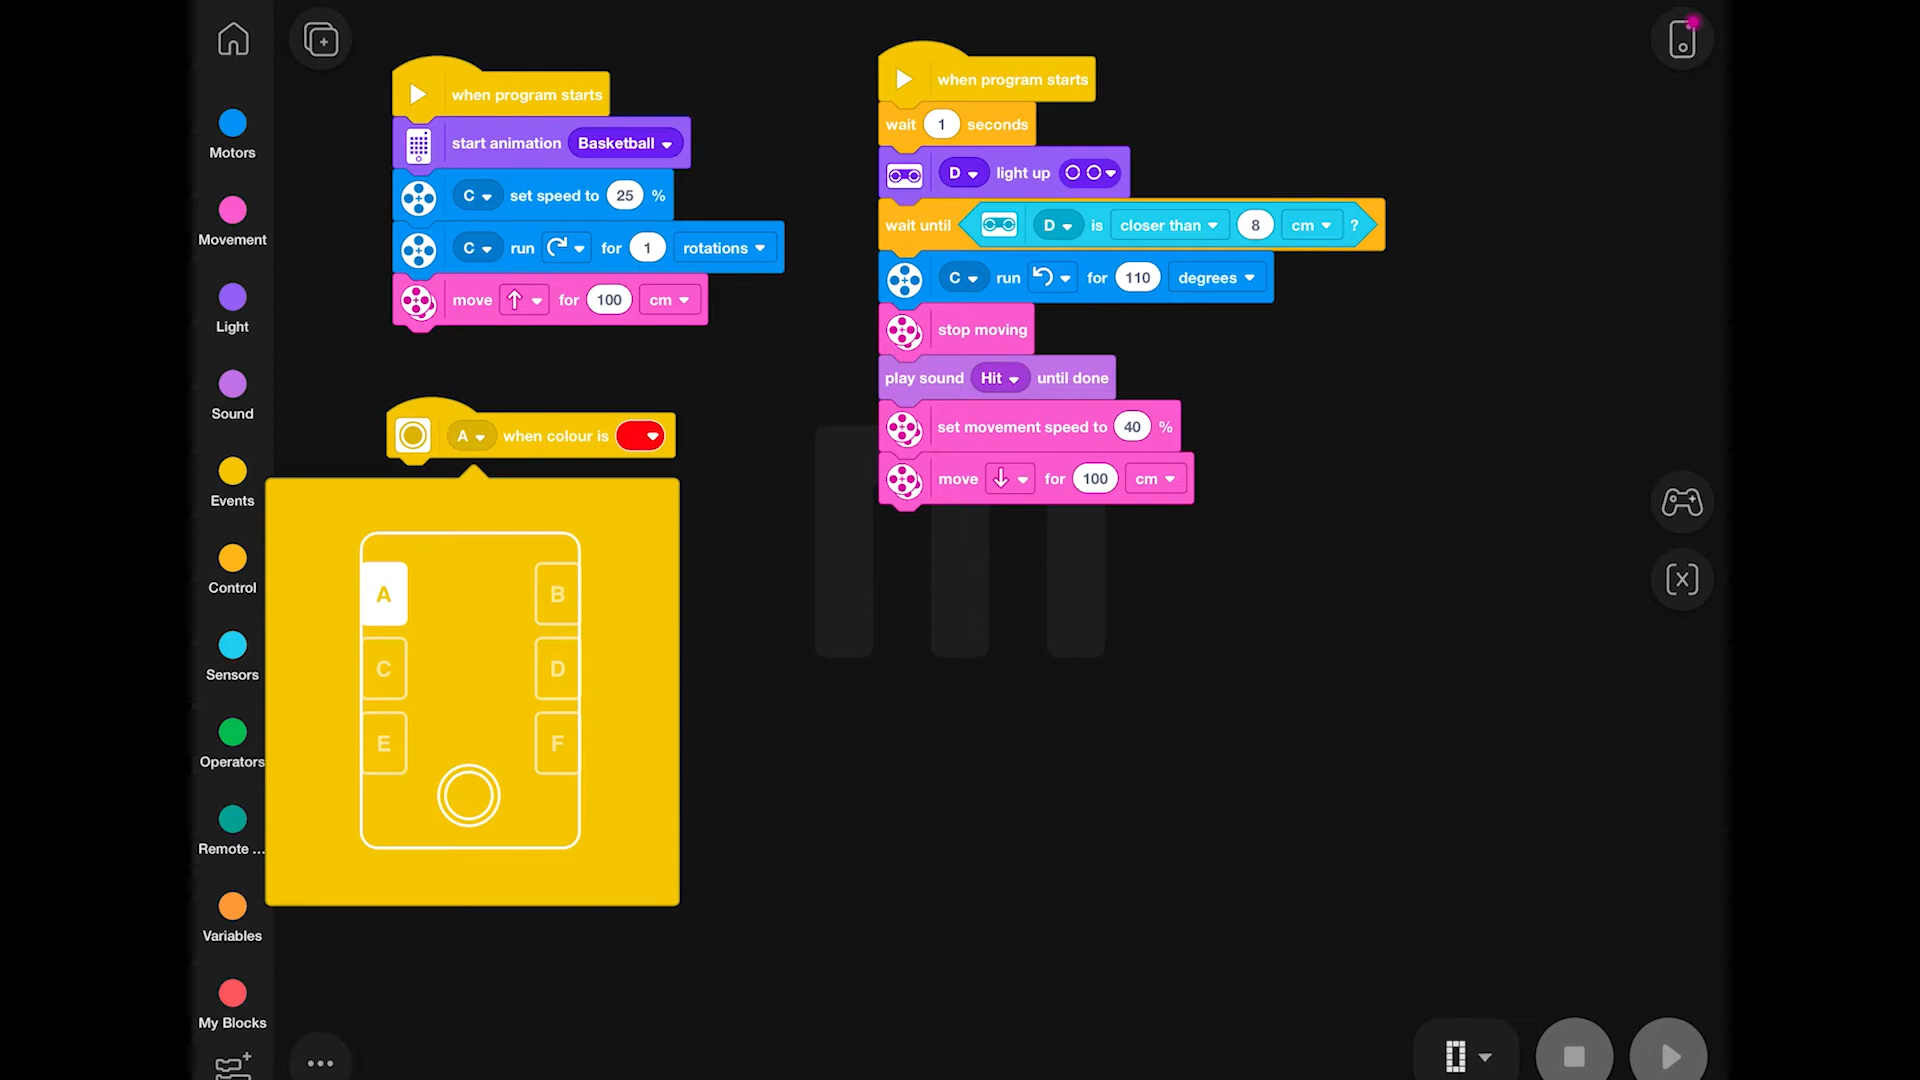 Motors
Movement
Light
Sound
Events
Control
Sensors
Operators
Remote ...
Variables
My Blocks
when program starts
start animation Basketball
C set speed to 25 %
C run for 1 rotations
move for 100 cm
A when colour is
A B
C D
E F
when program starts
wait 1 seconds
D light up
wait until D is closer than 8 cm ?
C run for 110 degrees
stop moving
play sound Hit until done
set movement speed to 40 %
move for 100 cm